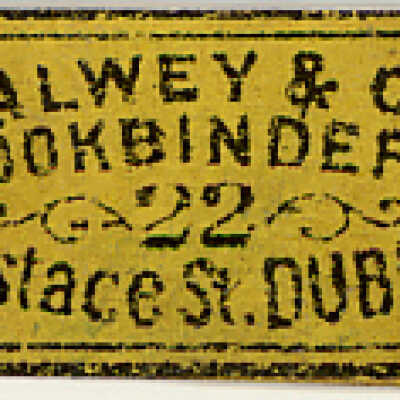 ALWEY & C
OOKBINDER
22
stace St. DUB